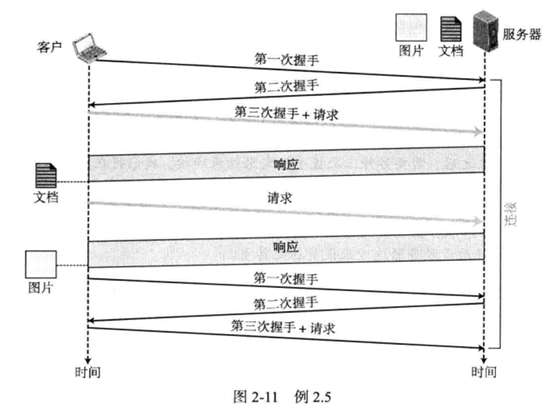 客户
图片
文档
服务器
第一次握手
第二次握手
第三次握手+请求
响应
文档
请求
连接
响应
图片
第一次握手
第二次握手
第三次握手+请求
时间
时间
图 2-11 例 2.5